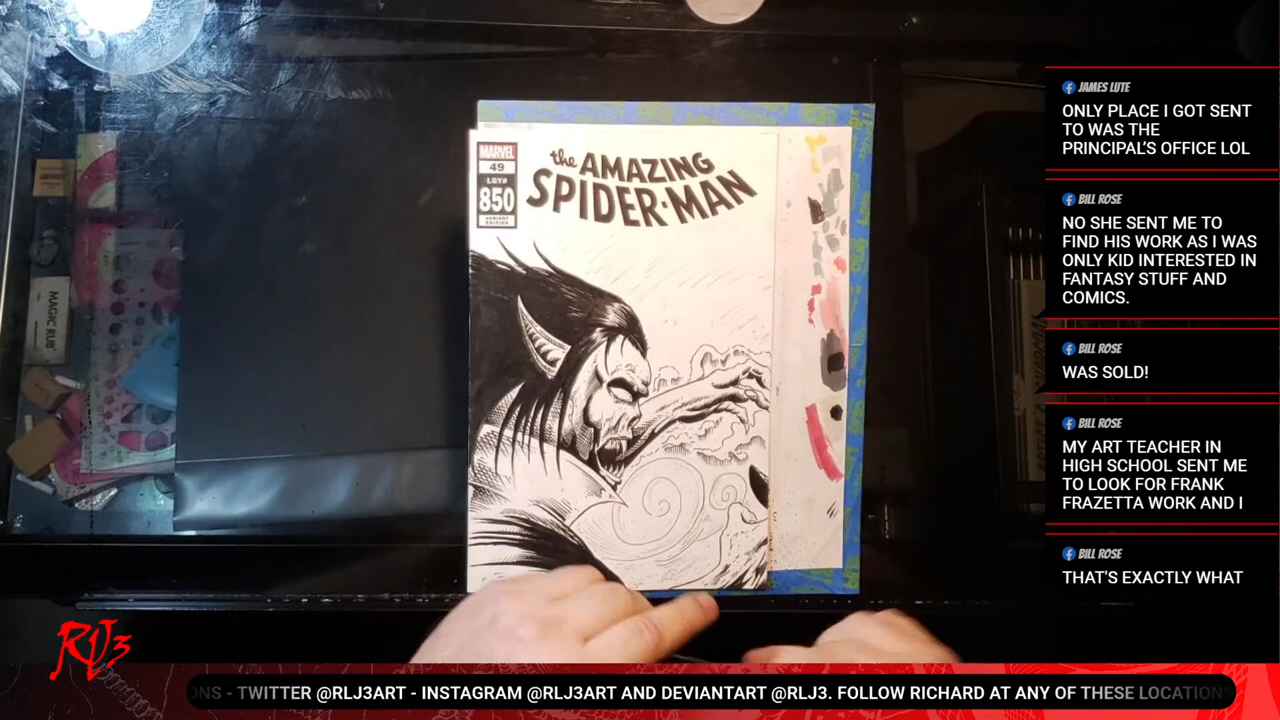 MARVEL
49
LGY#
850
VARIANT
EDITION
the AMAZING
SPIDER-MAN
MAGIC RUB
JAMES LUTE
ONLY PLACE I GOT SENT
TO WAS THE
PRINCIPAL'S OFFICE LOL
BILL ROSE
NO SHE SENT ME TO
FIND HIS WORK AS I WAS
ONLY KID INTERESTED IN
FANTASY STUFF AND
COMICS.
BILL ROSE
WAS SOLD!
BILL ROSE
MY ART TEACHER IN
HIGH SCHOOL SENT ME
TO LOOK FOR FRANK
FRAZETTA WORK AND I
BILL ROSE
THAT'S EXACTLY WHAT
RLJ3
ONS - TWITTER @RLJ3ART - INSTAGRAM @RLJ3ART AND DEVIANTART @RLJ3. FOLLOW RICHARD AT ANY OF THESE LOCATIONS